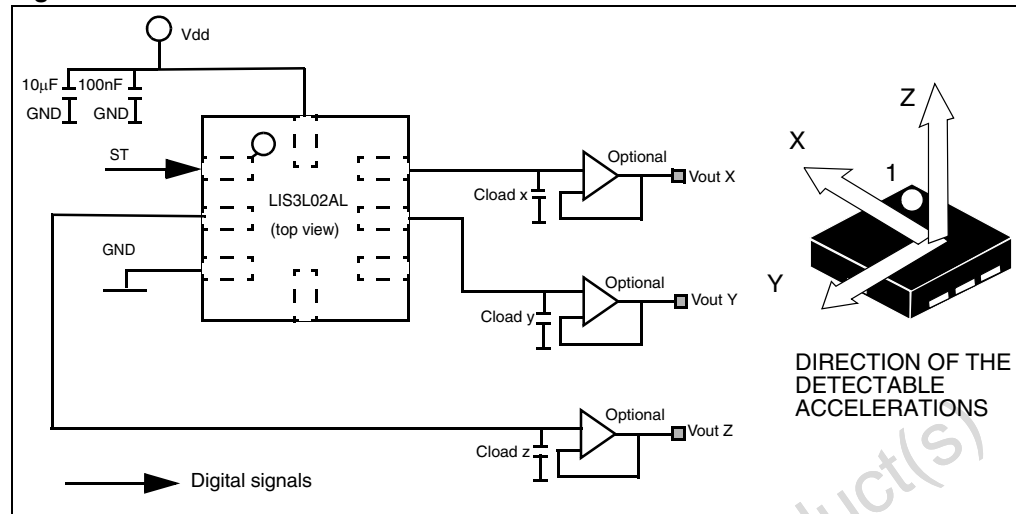 Vdd
10µF 100nF
GND GND
ST
LIS3L02AL
(top view)
GND
Optional
Cload x
Vout X
Optional
Cload y
Vout Y
Optional
Cload z
Vout Z
Digital signals
Z
X
1
Y
DIRECTION OF THE
DETECTABLE
ACCELERATIONS